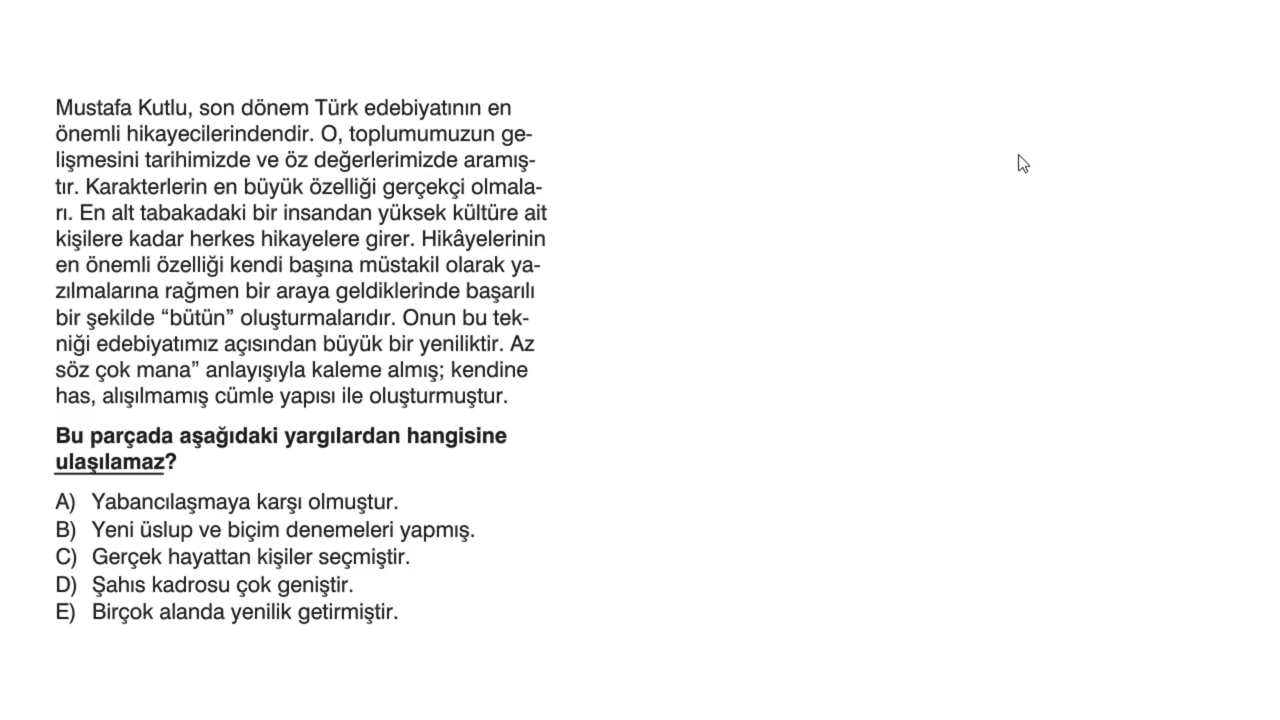 Mustafa Kutlu, son dönem Türk edebiyatının en
önemli hikayecilerindendir. O, toplumumuzun ge-
lişmesini tarihimizde ve öz değerlerimizde aramış-
tır. Karakterlerin en büyük özelliği gerçekçi olmala-
rı. En alt tabakadaki bir insandan yüksek kültüre ait
kişilere kadar herkes hikayelere girer. Hikâyelerinin
en önemli özelliği kendi başına müstakil olarak ya-
zılmalarına rağmen bir araya geldiklerinde başarılı
bir şekilde “bütün” oluşturmalarıdır. Onun bu tek-
niği edebiyatımız açısından büyük bir yeniliktir. Az
söz çok mana” anlayışıyla kaleme almış; kendine
has, alışılmamış cümle yapısı ile oluşturmuştur.
Bu parçada aşağıdaki yargılardan hangisine
ulaşılamaz?
A) Yabancılaşmaya karşı olmuştur.
B) Yeni üslup ve biçim denemeleri yapmış.
C) Gerçek hayattan kişiler seçmiştir.
D) Şahıs kadrosu çok geniştir.
E) Birçok alanda yenilik getirmiştir.